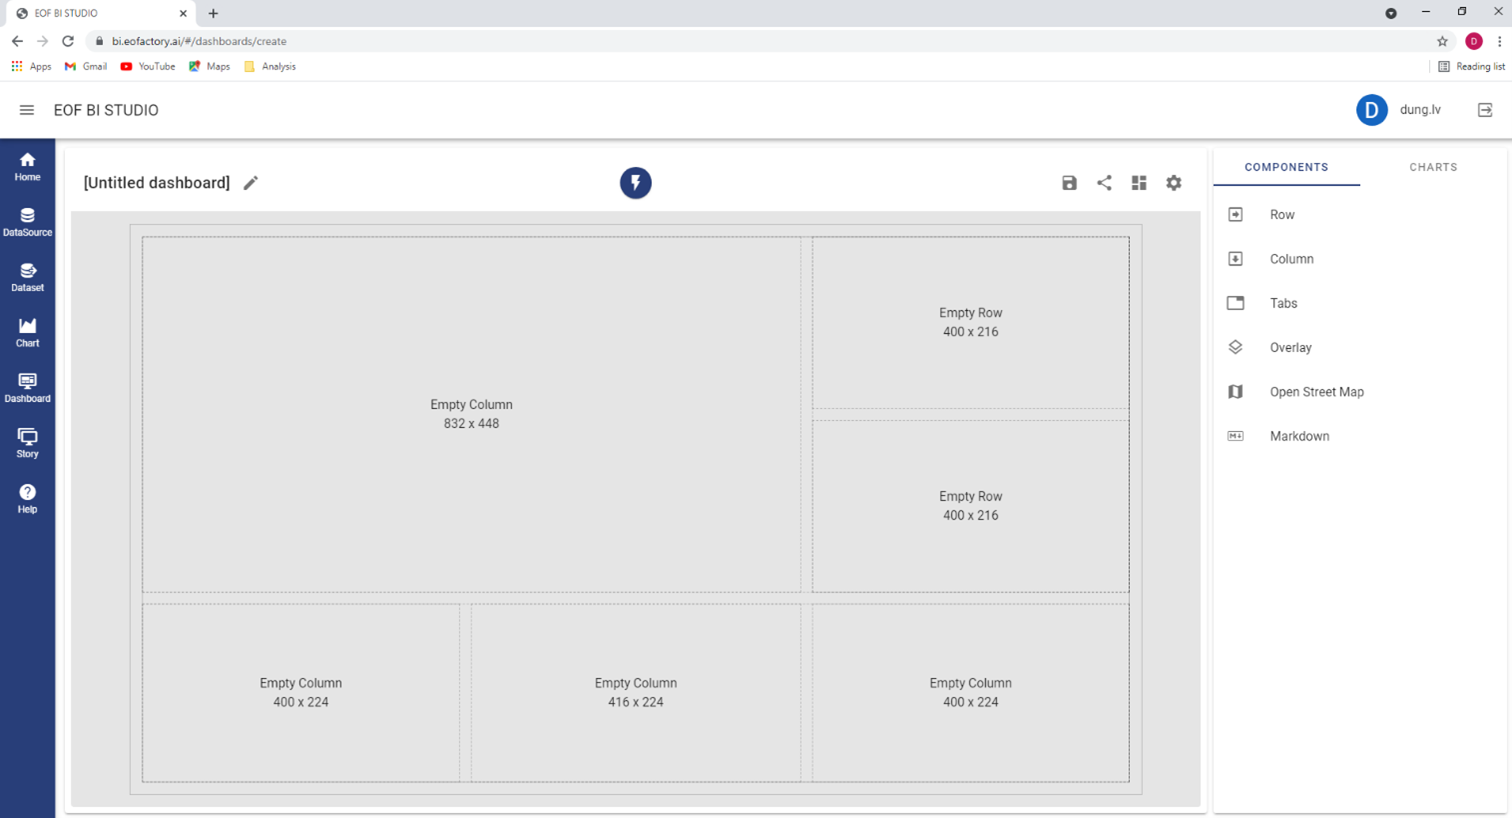 EOF BI STUDIO
bi.eofactory.ai/#/dashboards/create
D
Apps
Gmail
YouTube
Maps
Analysis
Reading list
EOF BI STUDIO
D
dung.lv
Home
DataSource
Dataset
Chart
Dashboard
Story
?
Help
[Untitled dashboard]
Empty Column
832 x 448
Empty Row
400 x 216
Empty Row
400 x 216
Empty Column
400 x 224
Empty Column
416 x 224
Empty Column
400 x 224
COMPONENTS
CHARTS
Row
Column
Tabs
Overlay
Open Street Map
Markdown